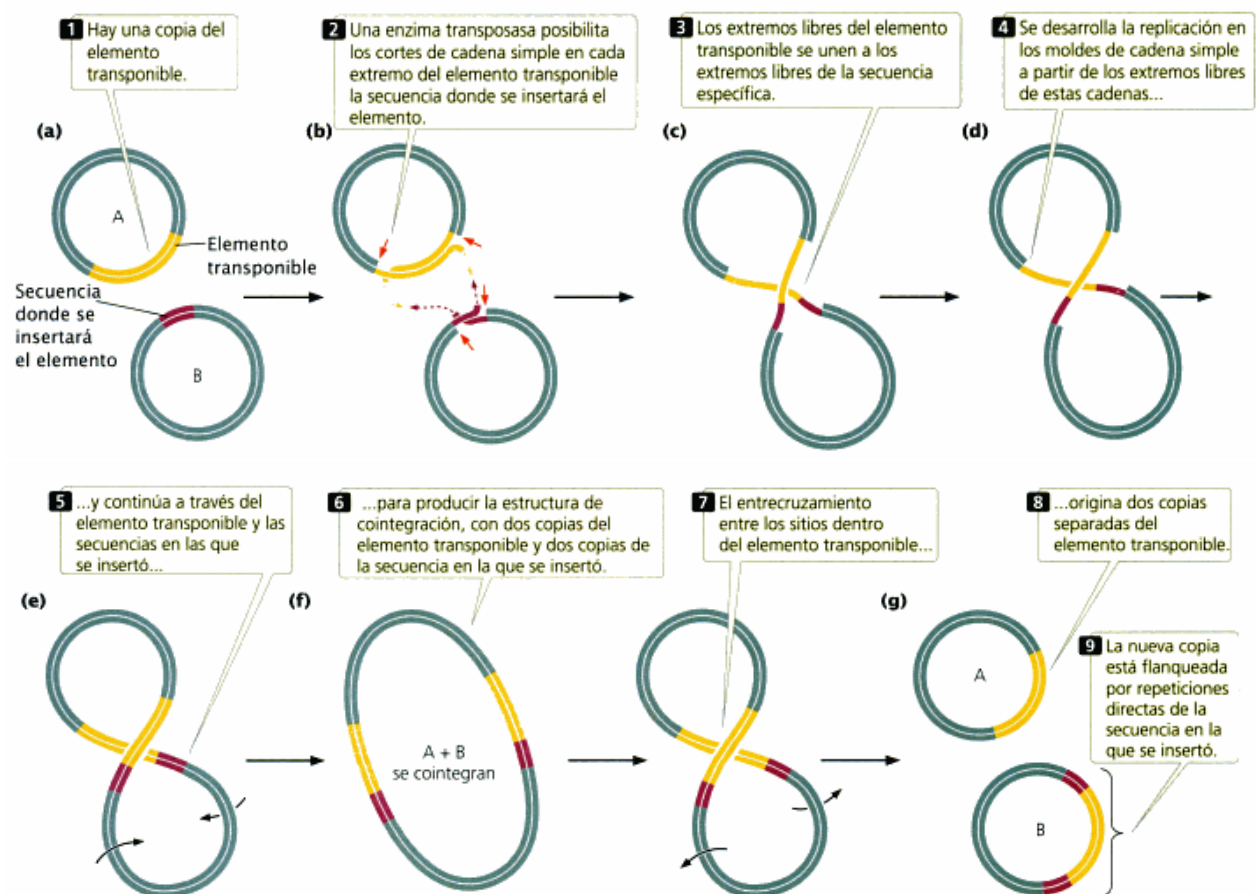 1 Hay una copia del
elemento
transponible.
2 Una enzima transposasa posibilita
los cortes de cadena simple en cada
extremo del elemento transponible
la secuencia donde se insertará el
elemento.
3 Los extremos libres del elemento
transponible se unen a los
extremos libres de la secuencia
específica.
4 Se desarrolla la replicación en
los moldes de cadena simple
a partir de los extremos libres
de estas cadenas...
(a)
(b)
(c)
(d)
A
Elemento
transponible
Secuencia
donde se
insertará
el elemento
B
5 ...y continúa a través del
elemento transponible y las
secuencias en las que
se insertó...
6 ...para producir la estructura de
cointegración, con dos copias del
elemento transponible y dos copias de
la secuencia en la que se insertó.
7 El entrecruzamiento
entre los sitios dentro
del elemento transponible...
8 ...origina dos copias
separadas del
elemento transponible.
(e)
(f)
(g)
A + B
se cointegran
A
9 La nueva copia
está flanqueada
por repeticiones
directas de la
secuencia en la
que se insertó.
B